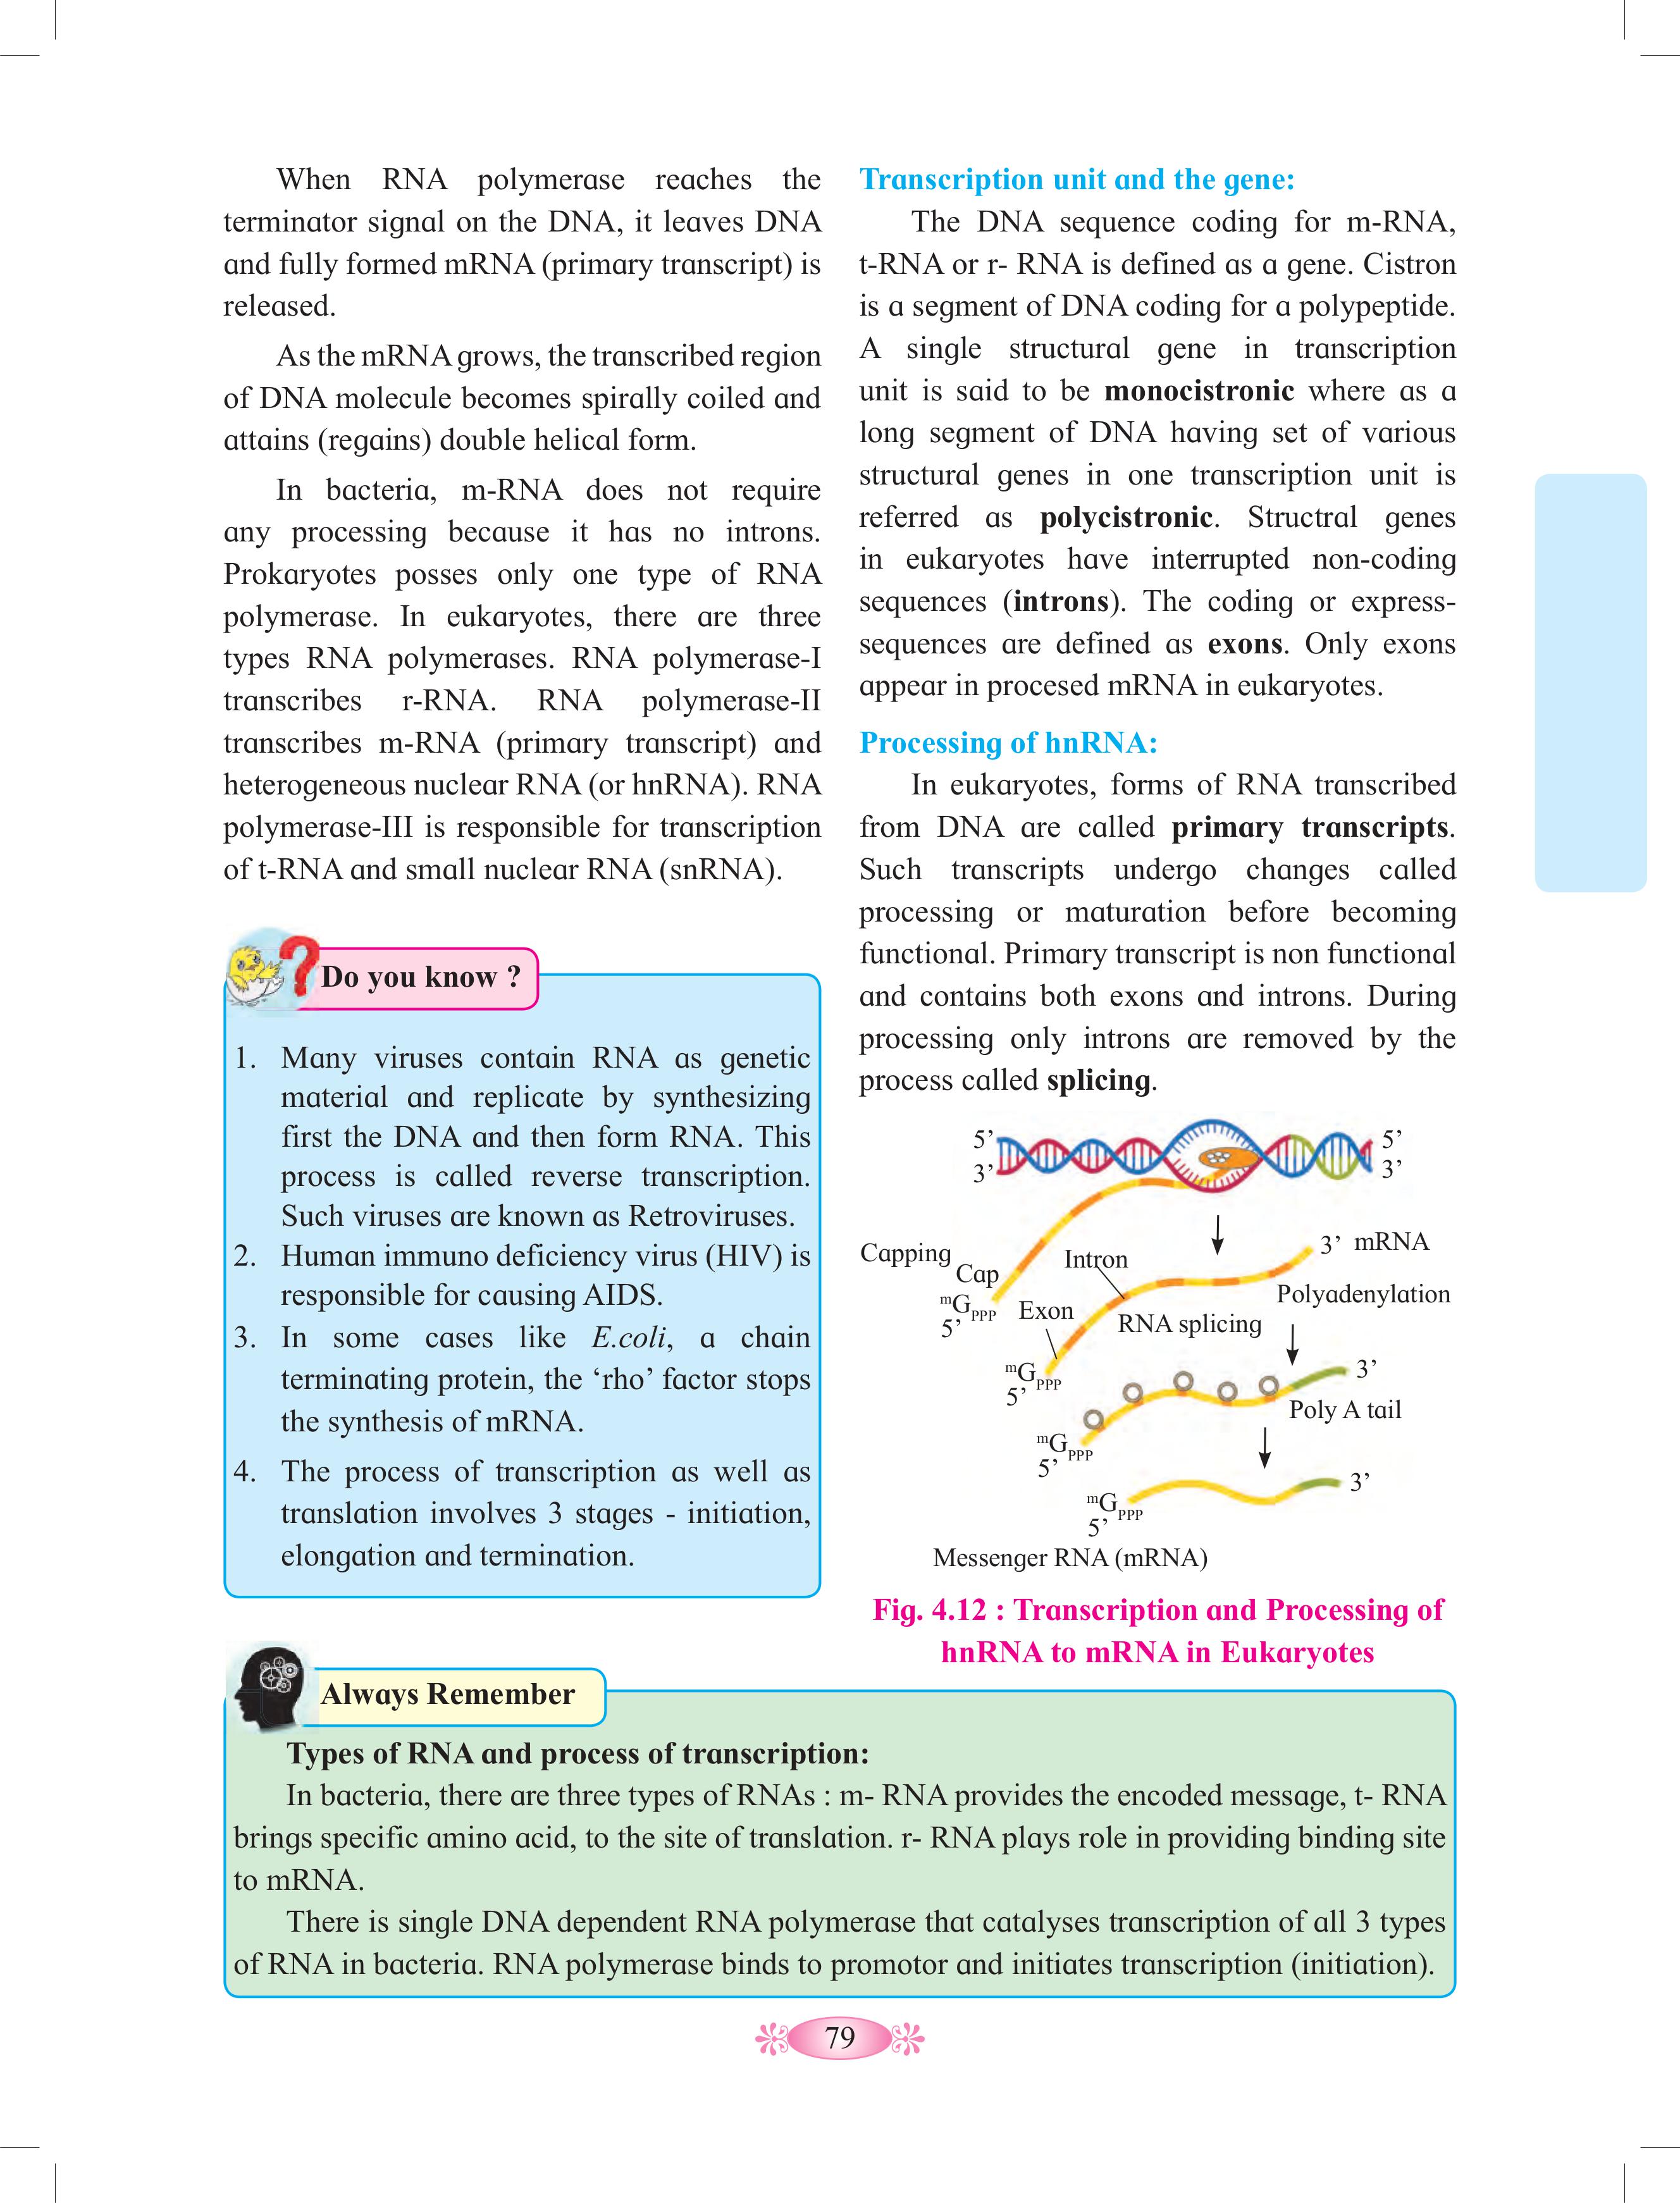 When RNA polymerase reaches the
terminator signal on the DNA, it leaves DNA
and fully formed mRNA (primary transcript) is
released.
As the mRNA grows, the transcribed region
of DNA molecule becomes spirally coiled and
attains (regains) double helical form.
In bacteria, m-RNA does not require
any processing because it has no introns.
Prokaryotes posses only one type of RNA
polymerase. In eukaryotes, there are three
types RNA polymerases. RNA polymerase-I
transcribes r-RNA. RNA polymerase-II
transcribes m-RNA (primary transcript) and
heterogeneous nuclear RNA (or hnRNA). RNA
polymerase-III is responsible for transcription
of t-RNA and small nuclear RNA (snRNA).
Do you know ?
1. Many viruses contain RNA as genetic
material and replicate by synthesizing
first the DNA and then form RNA. This
process is called reverse transcription.
Such viruses are known as Retroviruses.
2. Human immuno deficiency virus (HIV) is
responsible for causing AIDS.
3. In some cases like E.coli, a chain
terminating protein, the ‘rho’ factor stops
the synthesis of mRNA.
4. The process of transcription as well as
translation involves 3 stages - initiation,
elongation and termination.
Transcription unit and the gene:
The DNA sequence coding for m-RNA,
t-RNA or r- RNA is defined as a gene. Cistron
is a segment of DNA coding for a polypeptide.
A single structural gene in transcription
unit is said to be monocistronic where as a
long segment of DNA having set of various
structural genes in one transcription unit is
referred as polycistronic. Structral genes
in eukaryotes have interrupted non-coding
sequences (introns). The coding or express-
sequences are defined as exons. Only exons
appear in procesed mRNA in eukaryotes.
Processing of hnRNA:
In eukaryotes, forms of RNA transcribed
from DNA are called primary transcripts.
Such transcripts undergo changes called
processing or maturation before becoming
functional. Primary transcript is non functional
and contains both exons and introns. During
processing only introns are removed by the
process called splicing.
5’ 5’
3’ 3’
Capping
Cap
Intron
3’ mRNA
mGPPP
5’
Exon
Polyadenylation
RNA splicing
mGPPP
5’
3’
Poly A tail
mGPPP
5’
3’
mGPPP
5’
Messenger RNA (mRNA)
Fig. 4.12 : Transcription and Processing of
hnRNA to mRNA in Eukaryotes
Always Remember
Types of RNA and process of transcription:
In bacteria, there are three types of RNAs : m- RNA provides the encoded message, t- RNA
brings specific amino acid, to the site of translation. r- RNA plays role in providing binding site
to mRNA.
There is single DNA dependent RNA polymerase that catalyses transcription of all 3 types
of RNA in bacteria. RNA polymerase binds to promotor and initiates transcription (initiation).
79